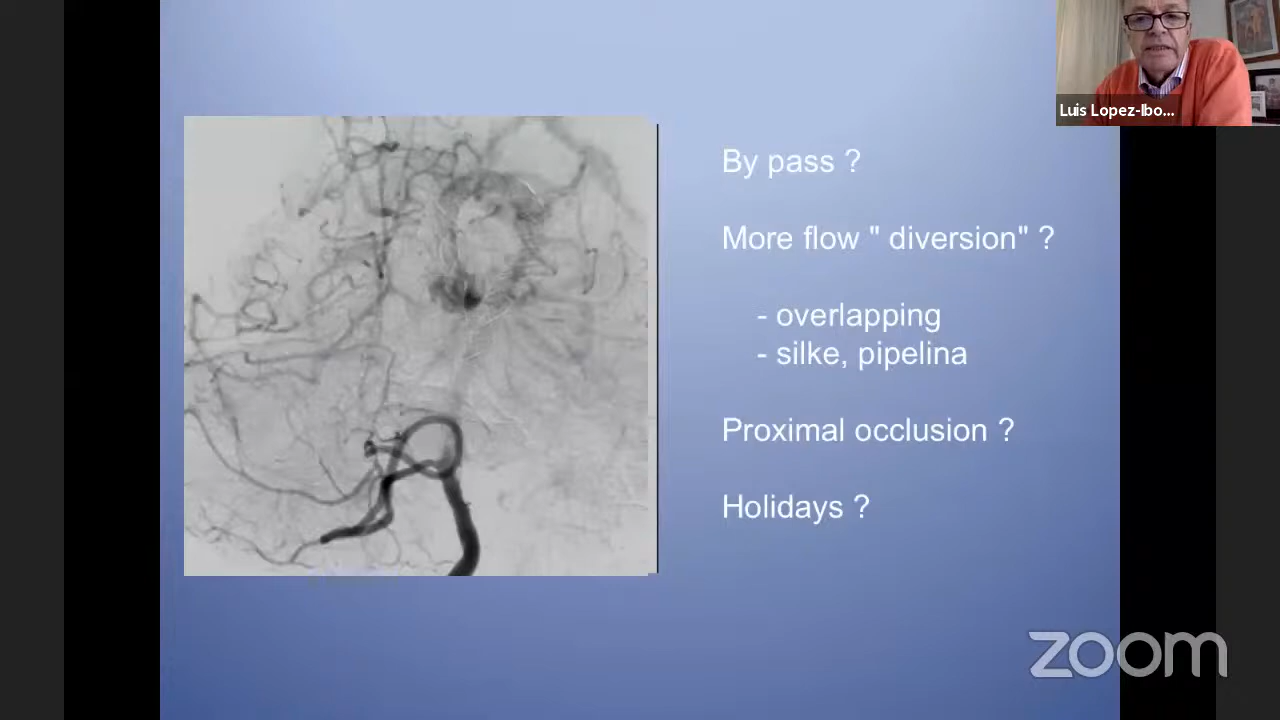 Luis Lopez-Ibo...
By pass ?
More flow " diversion" ?
- overlapping
- silke, pipelina
Proximal occlusion ?
Holidays ?
zoom